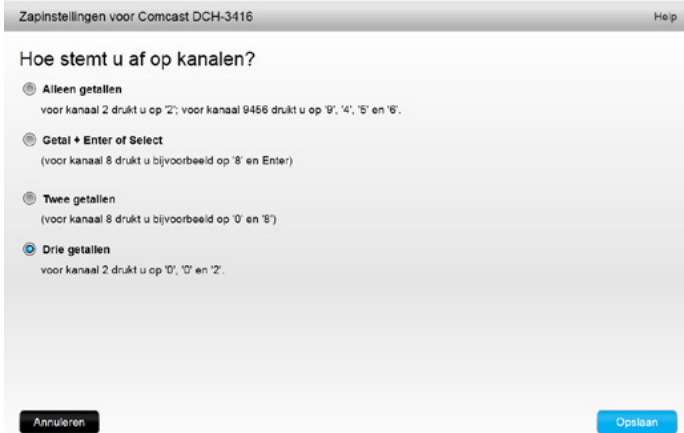 Zapinstellingen voor Comcast DCH-3416
Help
Hoe stemt u af op kanalen?
Alleen getallen
voor kanaal 2 drukt u op '2'; voor kanaal 9456 drukt u op '9', '4', '5' en '6'.
Getal + Enter of Select
(voor kanaal 8 drukt u bijvoorbeeld op '8' en Enter)
Twee getallen
(voor kanaal 8 drukt u bijvoorbeeld op '0' en '8')
Drie getallen
voor kanaal 2 drukt u op '0', '0' en '2'.
Annuleren
Opslaan